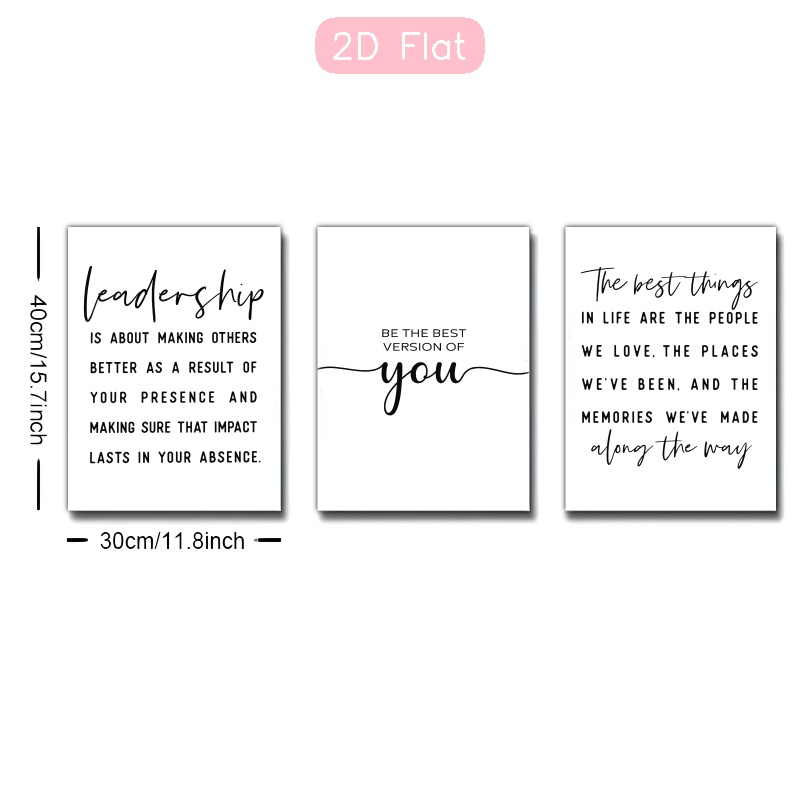 2D Flat
leadership
IS ABOUT MAKING OTHERS
BETTER AS A RESULT OF
YOUR PRESENCE AND
MAKING SURE THAT IMPACT
LASTS IN YOUR ABSENCE.
BE THE BEST
VERSION OF
you
The best things
IN LIFE ARE THE PEOPLE
WE LOVE, THE PLACES
WE'VE BEEN, AND THE
MEMORIES WE'VE MADE
along the way
40cm/15.7inch
30cm/11.8inch